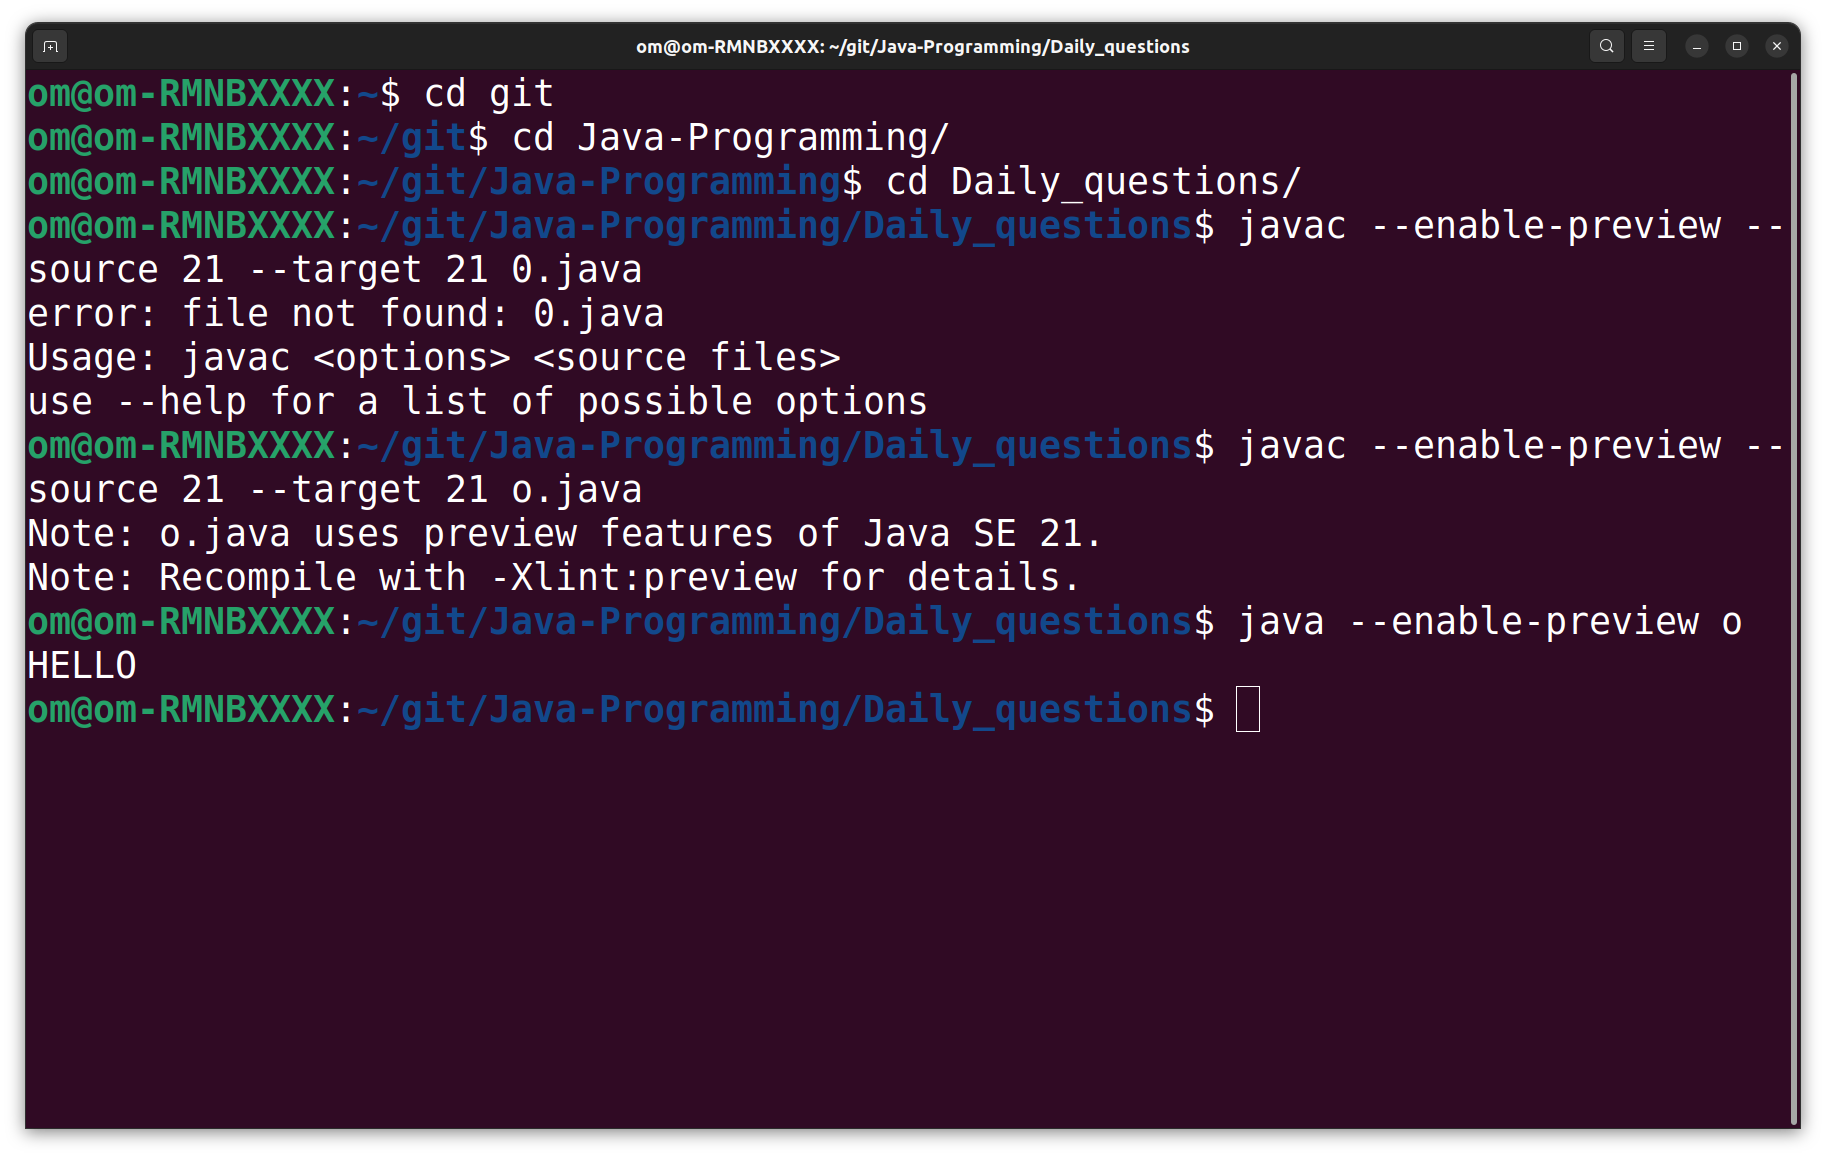 om@om-RMNBXXXX: ~/git/Java-Programming/Daily_questions
om@om-RMNBXXXX:~$ cd git
om@om-RMNBXXXX:~/git$ cd Java-Programming/
om@om-RMNBXXXX:~/git/Java-Programming$ cd Daily_questions/
om@om-RMNBXXXX:~/git/Java-Programming/Daily_questions$ javac --enable-preview --
source 21 --target 21 0.java
error: file not found: 0.java
Usage: javac <options> <source files>
use --help for a list of possible options
om@om-RMNBXXXX:~/git/Java-Programming/Daily_questions$ javac --enable-preview --
source 21 --target 21 o.java
Note: o.java uses preview features of Java SE 21.
Note: Recompile with -Xlint:preview for details.
om@om-RMNBXXXX:~/git/Java-Programming/Daily_questions$ java --enable-preview o
HELLO
om@om-RMNBXXXX:~/git/Java-Programming/Daily_questions$